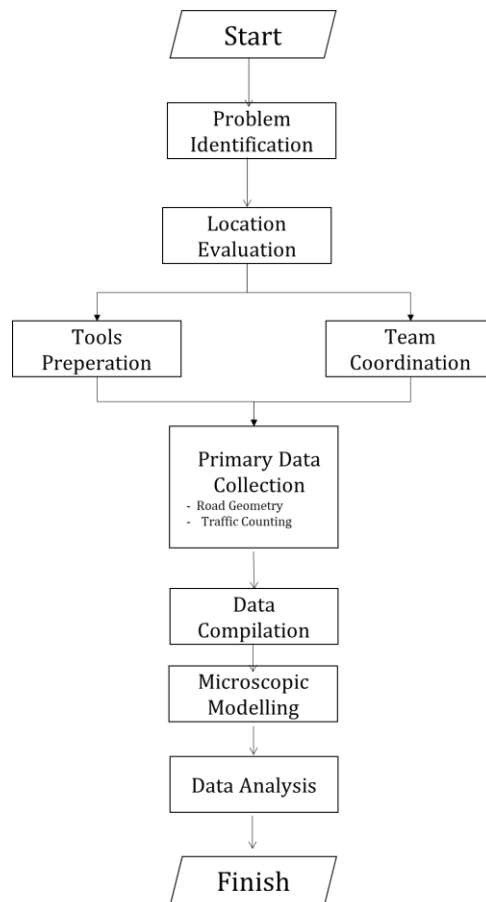 Start
Problem
Identification
Location
Evaluation
Tools
Preperation
Team
Coordination
Primary Data
Collection
- Road Geometry
- Traffic Counting
Data
Compilation
Microscopic
Modelling
Data Analysis
Finish